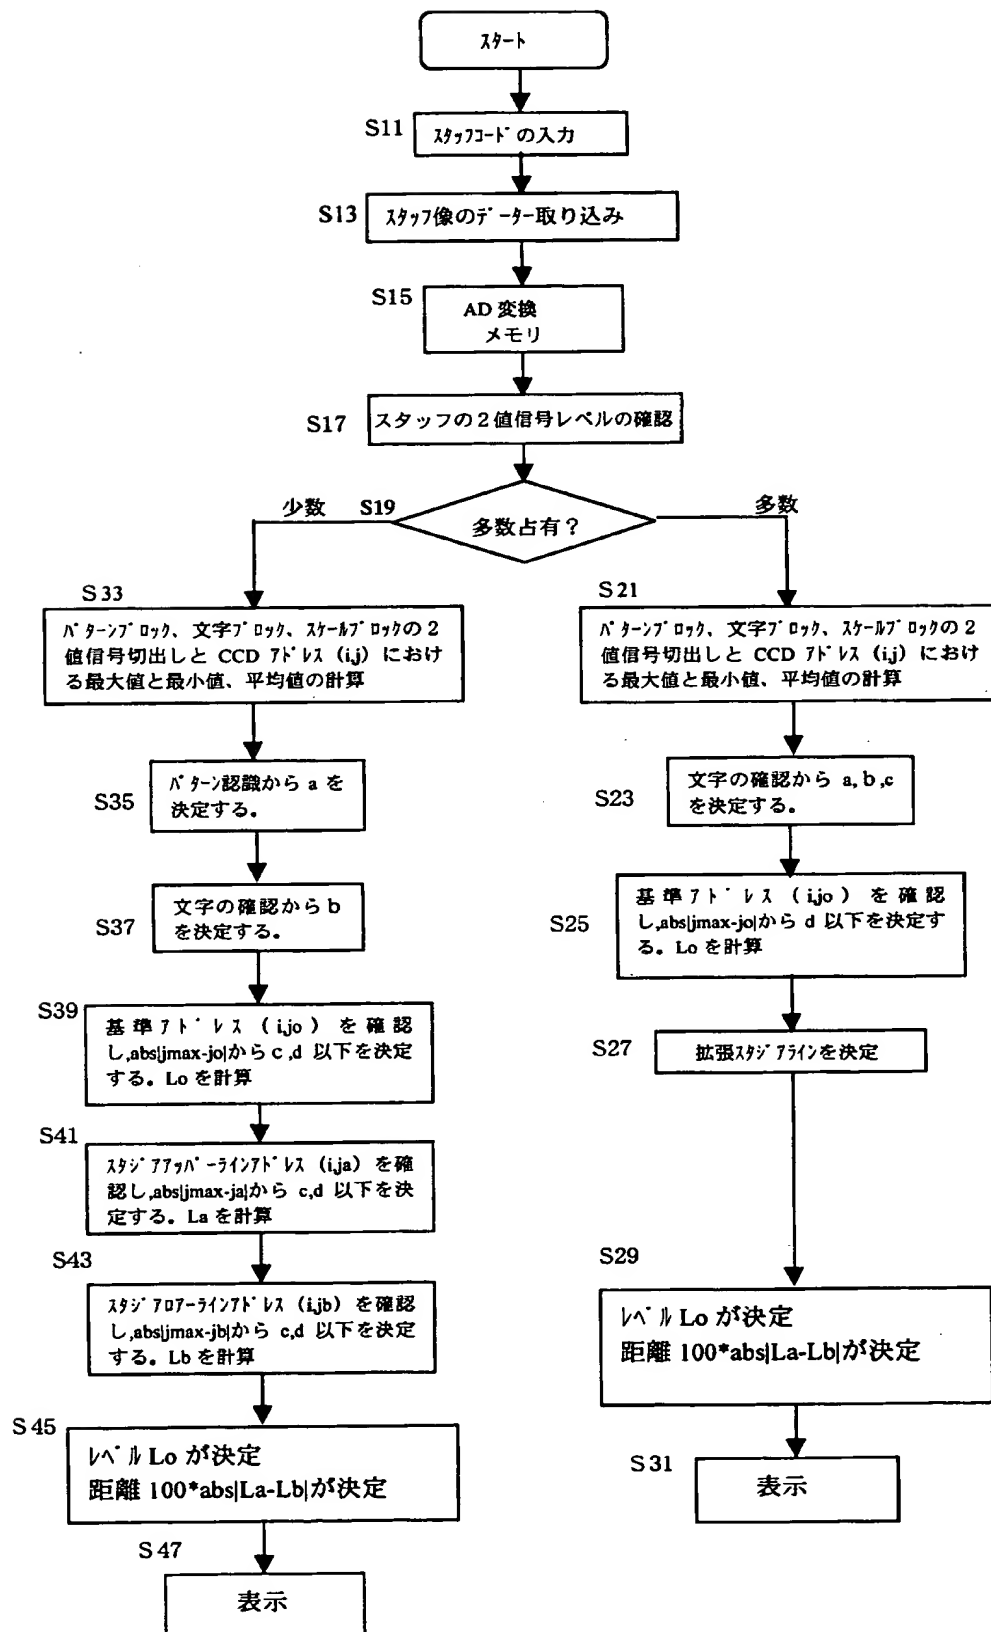 スタート
S11
スタッフコードの入力
S13
スタッフ像のデーター取り込み
S15
AD 変換
メモリ
S17
スタッフの2値信号レベルの確認
少数
S19
多数占有？
多数
S33
パターンブロック、文字ブロック、スケールブロックの2
値信号切出しと CCD アドレス（i,j）におけ
る最大値と最小値、平均値の計算
S35
パターン認識から a を
決定する。
S37
文字の確認から b
を決定する。
S39
基準アドレス（i,jo）を確認
し,abs|jmax-jo|から c,d 以下を決定
する。Lo を計算
S41
スタジアアッパーラインアドレス（i,ja）を確
認し,abs|jmax-ja|から c,d 以下を決
定する。La を計算
S43
スタジアロアーラインアドレス（i,jb）を確認
し,abs|jmax-jb|から c,d 以下を決定
する。Lb を計算
S45
レベル Lo が決定
距離 100*abs|La-Lb|が決定
S47
表示
S21
パターンブロック、文字ブロック、スケールブロックの2
値信号切出しと CCD アドレス（i,j）におけ
る最大値と最小値、平均値の計算
S23
文字の確認から a, b ,c
を決定する。
S25
基準アドレス（i,jo）を確認
し,abs|jmax-jo|から d 以下を決定す
る。Lo を計算
S27
拡張スタジアラインを決定
S29
レベル Lo が決定
距離 100*abs|La-Lb|が決定
S31
表示